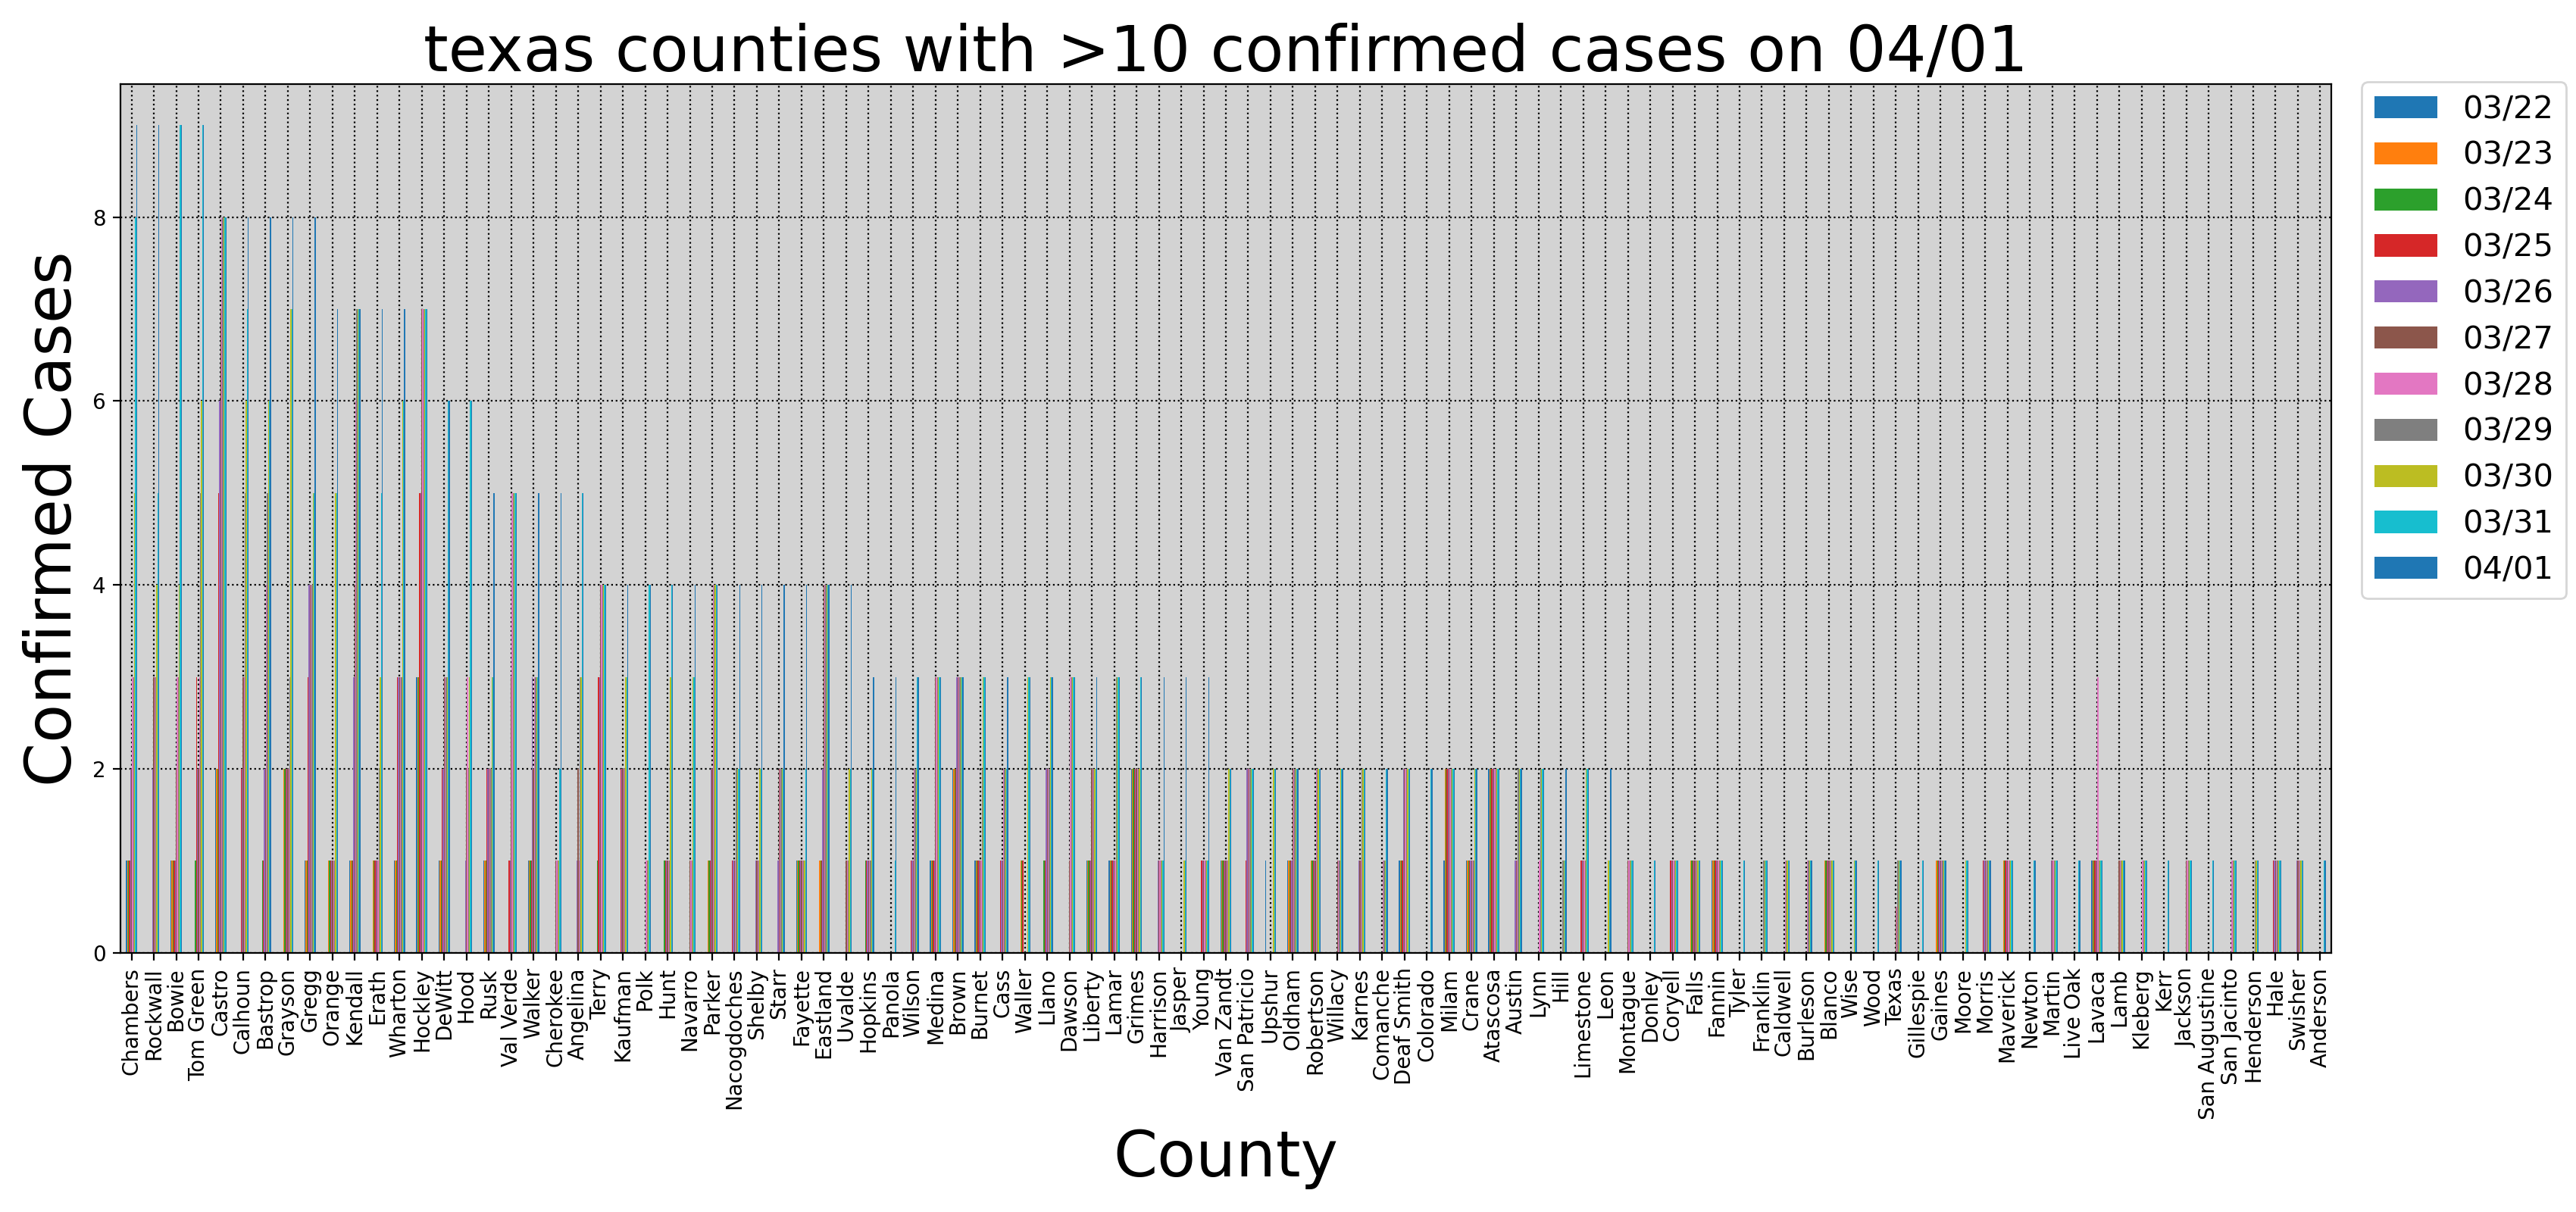 texas counties with >10 confirmed cases on 04/01
Confirmed Cases
8
6
4
2
0
03/22
03/23
03/24
03/25
03/26
03/27
03/28
03/29
03/30
03/31
04/01
Chambers
Rockwall
Bowie
Tom Green
Castro
Calhoun
Bastrop
Grayson
Gregg
Orange
Kendall
Erath
Wharton
Hockley
DeWitt
Hood
Rusk
Val Verde
Walker
Cherokee
Angelina
Terry
Kaufman
Polk
Hunt
Navarro
Parker
Nacogdoches
Shelby
Starr
Fayette
Eastland
Uvalde
Hopkins
Panola
Wilson
Medina
Brown
Burnet
Cass
Waller
Llano
Dawson
Liberty
Lamar
Grimes
Harrison
Jasper
Young
Van Zandt
San Patricio
Upshur
Oldham
Robertson
Willacy
Karnes
Comanche
Deaf Smith
Colorado
Milam
Crane
Atascosa
Austin
Lynn
Hill
Limestone
Leon
Montague
Donley
Coryell
Falls
Fannin
Tyler
Franklin
Caldwell
Burleson
Blanco
Wise
Wood
Texas
Gillespie
Gaines
Moore
Morris
Maverick
Newton
Martin
Live Oak
Lavaca
Lamb
Kleberg
Kerr
Jackson
San Augustine
San Jacinto
Henderson
Hale
Swisher
Anderson
County